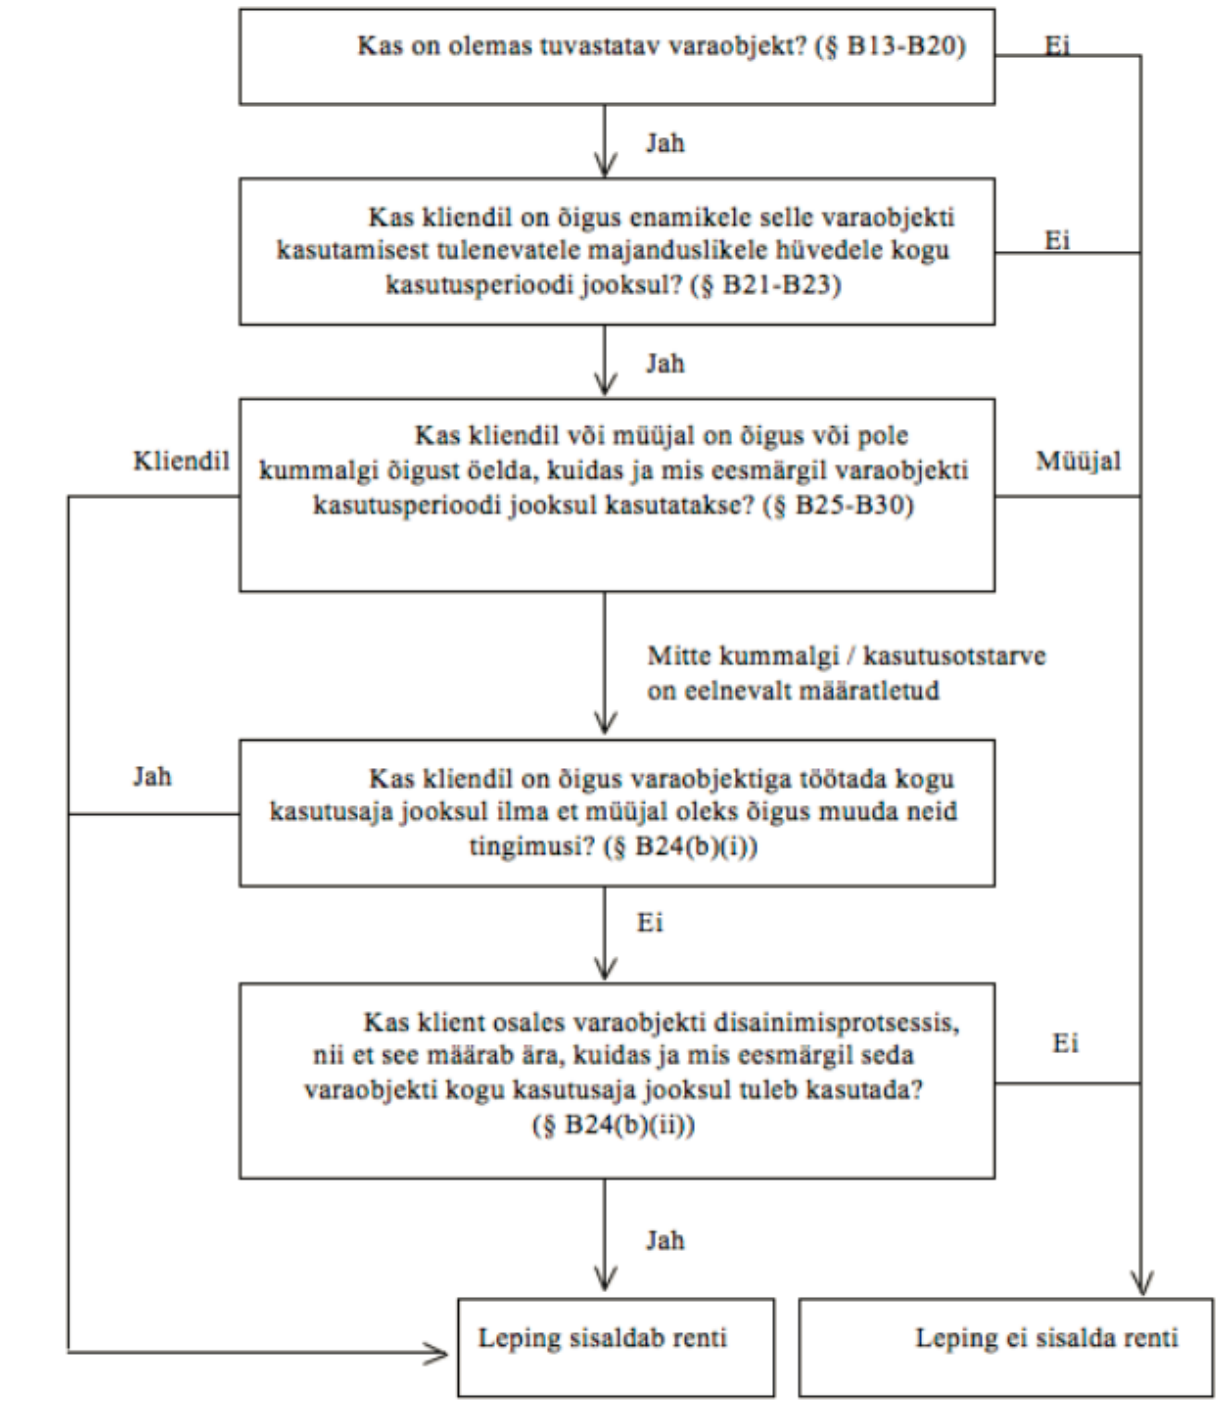 Kas on olemas tuvastatav varaobjekt? (§ B13-B20)
Ei
Jah
Kas kliendil on õigus enamikele selle varaobjekti
kasutamisest tulenevatele majanduslikele hüvedele kogu
kasutusperioodi jooksul? (§ B21-B23)
Ei
Jah
Kas kliendil või müüjal on õigus või pole
kummalgi õigust öelda, kuidas ja mis eesmärgil varaobjekti
kasutusperioodi jooksul kasutatakse? (§ B25-B30)
Kliendil
Müüjal
Mitte kummalgi / kasutusotstarve
on eelnevalt määratletud
Kas kliendil on õigus varaobjektiga töötada kogu
kasutusaja jooksul ilma et müüjal oleks õigus muuda neid
tingimusi? (§ B24(b)(i))
Jah
Ei
Kas klient osales varaobjekti disainimisprotsessis,
nii et see määrab ära, kuidas ja mis eesmärgil seda
varaobjekti kogu kasutusaja jooksul tuleb kasutada?
(§ B24(b)(ii))
Ei
Jah
Leping sisaldab renti
Leping ei sisalda renti